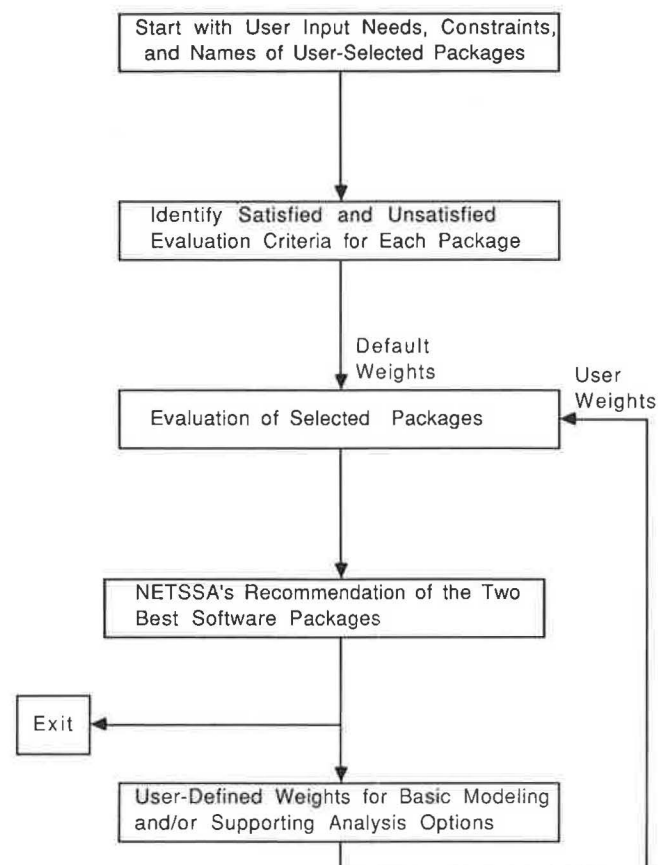 Start with User Input Needs, Constraints,
and Names of User-Selected Packages
Identify Satisfied and Unsatisfied
Evaluation Criteria for Each Package
Default
Weights
User
Weights
Evaluation of Selected Packages
NETSSA's Recommendation of the Two
Best Software Packages
Exit
User-Defined Weights for Basic Modeling
and/or Supporting Analysis Options